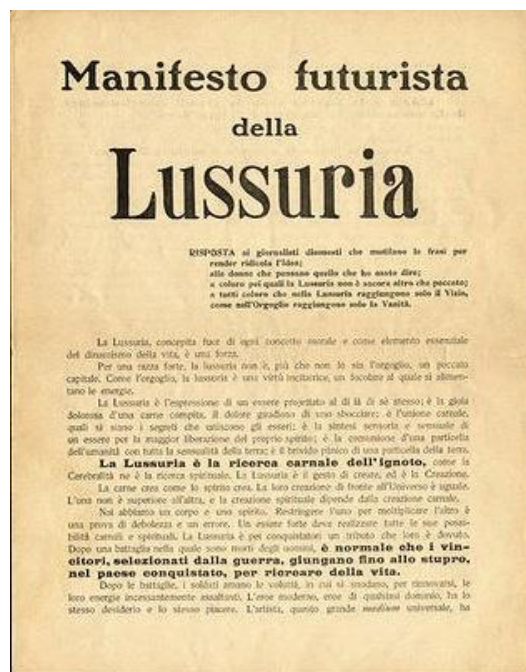 Manifesto futurista
della
Lussuria
RISPOSTA ai giornalisti disonesti che mutilano le frasi per
render ridicola l'Idea;
alle donne che pensano quello che ho osato dire;
a coloro pei quali la Lussuria non è ancora altro che peccato;
a tutti coloro che nella Lussuria raggiungono solo il Vizio,
come nell'Orgoglio raggiungono solo la Vanità.
La Lussuria, concepita fuor di ogni concetto morale e come elemento essenziale
del dinamismo della vita, è una forza.
Per una razza forte, la lussuria non è, più che non lo sia l'orgoglio, un peccato
capitale. Come l'orgoglio, la lussuria è una virtù incitatrice, un focolare al quale si alimen-
tano le energie.
La Lussuria è l'espressione di un essere proiettato al di là di sè stesso; è la gioia
dolorosa d'una carne compita, il dolore gaudioso di uno sbocciare; è l'unione carnale,
quali si siano i segreti che uniscono gli esseri; è la sintesi sensoria e sensuale di
un essere per la maggior liberazione del proprio spirito; è la comunione d'una particella
dell'umanità con tutta la sensualità della terra; è il brivido pànico di una particella della terra.
La Lussuria è la ricerca carnale dell'ignoto, come la
Cerebralità ne è la ricerca spirituale. La Lussuria è il gesto di creare, ed è la Creazione.
La carne crea come lo spirito crea. La loro creazione di fronte all'Universo è uguale.
L'una non è superiore all'altra, e la creazione spirituale dipende dalla creazione carnale.
Noi abbiamo un corpo e uno spirito. Restringere l'uno per moltiplicare l'altro è
una prova di debolezza e un errore. Un essere forte deve realizzare tutte le sue possi-
bilità carnali e spirituali. La Lussuria è pei conquistatori un tributo che loro è dovuto.
Dopo una battaglia nella quale sono morti degli uomini, è normale che i vin-
citori, selezionati dalla guerra, giungano fino allo stupro,
nel paese conquistato, per ricreare della vita.
Dopo le battaglie, i soldati amano le voluttà, in cui si snodano, per rinnovarsi, le
loro energie incessantemente assaltanti. L'eroe moderno, eroe di qualsiasi dominio, ha lo
stesso desiderio e lo stesso piacere. L'artista, questo grande medium universale, ha